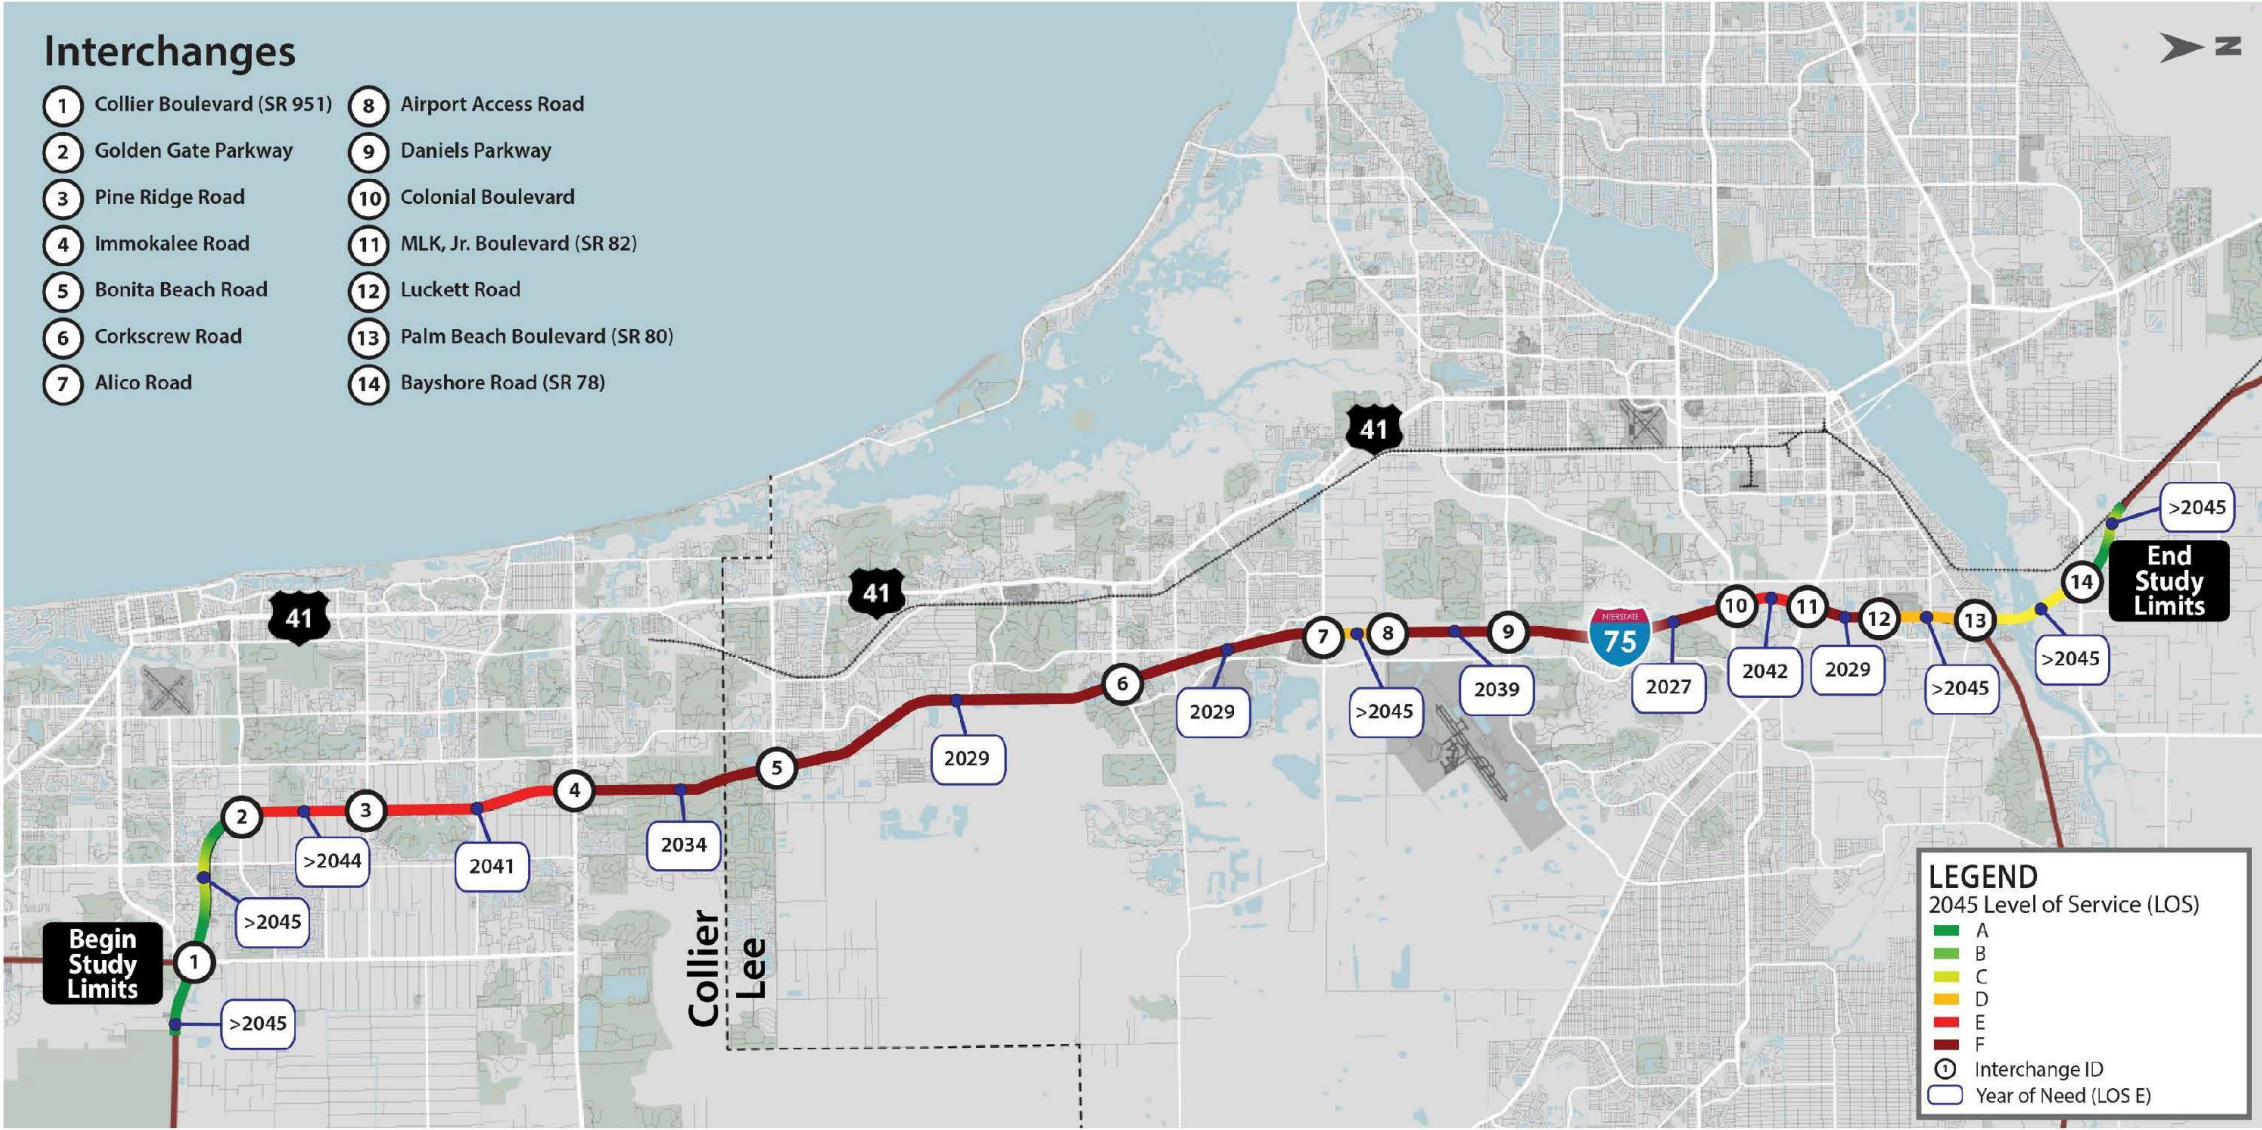 Interchanges
1 Collier Boulevard (SR 951)
2 Golden Gate Parkway
3 Pine Ridge Road
4 Immokalee Road
5 Bonita Beach Road
6 Corkscrew Road
7 Alico Road
8 Airport Access Road
9 Daniels Parkway
10 Colonial Boulevard
11 MLK, Jr. Boulevard (SR 82)
12 Luckett Road
13 Palm Beach Boulevard (SR 80)
14 Bayshore Road (SR 78)
N
41
41
41
INTERSTATE
75
Begin
Study
Limits
>2045
1
>2045
2
>2044
3
2041
4
2034
Collier
Lee
5
2029
6
2029
7
>2045
8
2039
9
2027
10
2042
11
2029
12
>2045
13
>2045
14
>2045
End
Study
Limits
LEGEND
2045 Level of Service (LOS)
A
B
C
D
E
F
1 Interchange ID
Year of Need (LOS E)